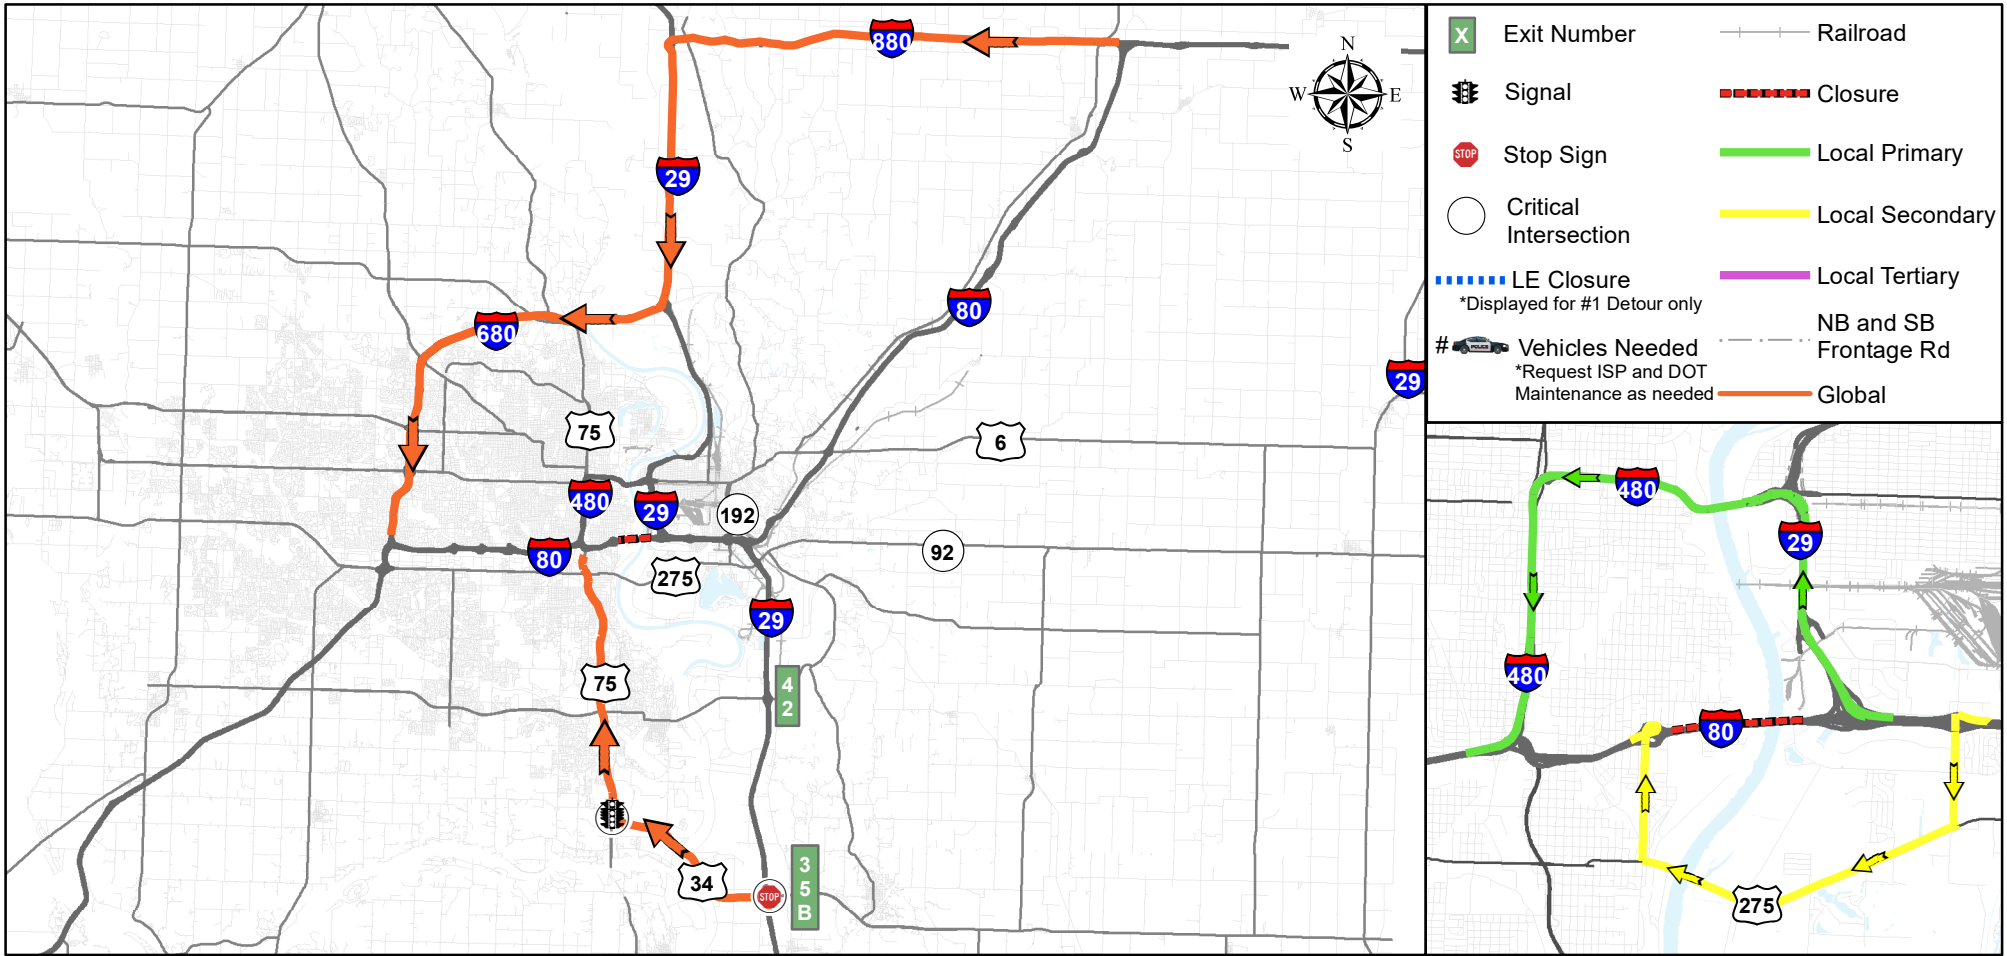 880
N
W E
S
29
680
80
29
75
6
480
29
192
80
275
92
29
75
4
2
3
5
B
34
STOP
X Exit Number
Signal
STOP Stop Sign
Critical
Intersection
LE Closure
*Displayed for #1 Detour only
# POLICE Vehicles Needed
*Request ISP and DOT
Maintenance as needed
Railroad
Closure
Local Primary
Local Secondary
Local Tertiary
NB and SB
Frontage Rd
Global
480
29
480
80
275